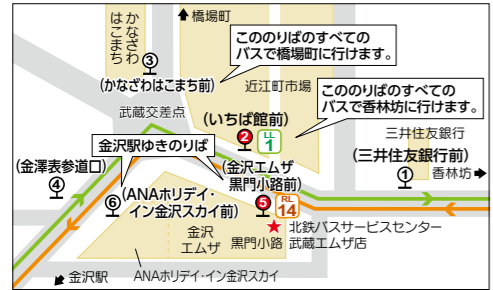 橋場町
かなざわ
はこまち
③
(かなざわはこまち前)
こののりばのすべての
バスで橋場町に行けます。
近江町市場
こののりばのすべての
バスで香林坊に行けます。
武蔵交差点
(いちば館前)
② LL 1
三井住友銀行
(三井住友銀行前)
①
香林坊
金沢駅ゆきのりば
(金澤表参道口)
④
(金沢エムザ
黒門小路前)
⑤ RL 14
⑥
(ANAホリデイ・
イン金沢スカイ前)
北鉄バスサービスセンター
武蔵エムザ店
金沢
エムザ
黒門小路
金沢駅
ANAホリデイ・イン金沢スカイ